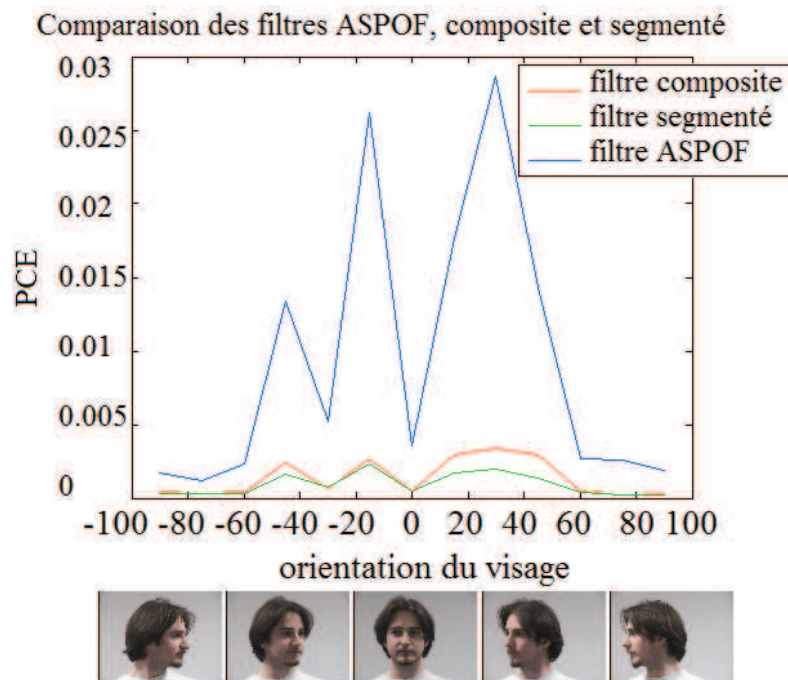 Comparaison des filtres ASPOF, composite et segmenté
0.03
0.025
0.02
0.015
0.01
0.005
0
PCE
filtre composite
filtre segmenté
filtre ASPOF
-100 -80 -60 -40 -20 0 20 40 60 80 100
orientation du visage